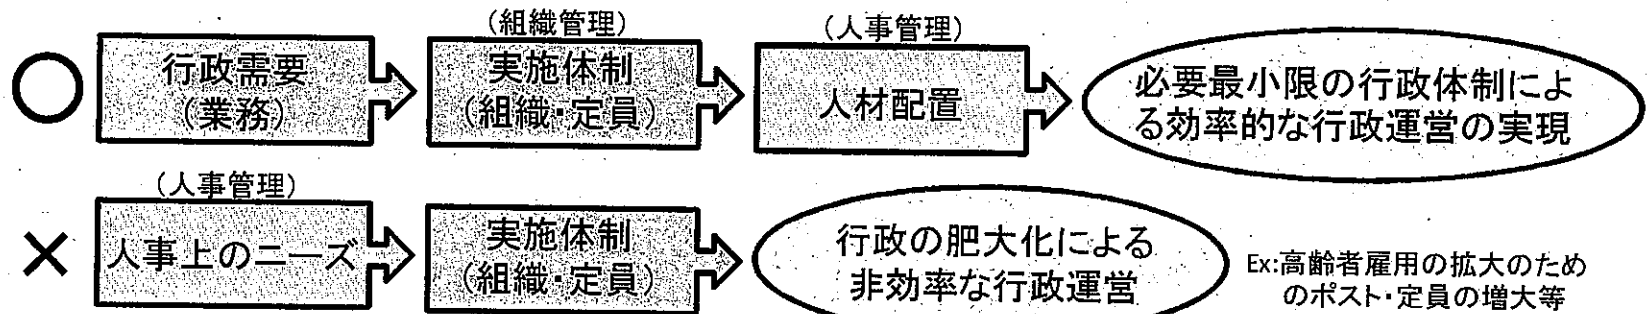 (組織管理)
(人事管理)
○
行政需要
(業務)
実施体制
(組織・定員)
人材配置
必要最小限の行政体制によ
る効率的な行政運営の実現
(人事管理)
×
人事上のニーズ
実施体制
(組織・定員)
行政の肥大化による
非効率な行政運営
Ex:高齢者雇用の拡大のため
のポスト・定員の増大等